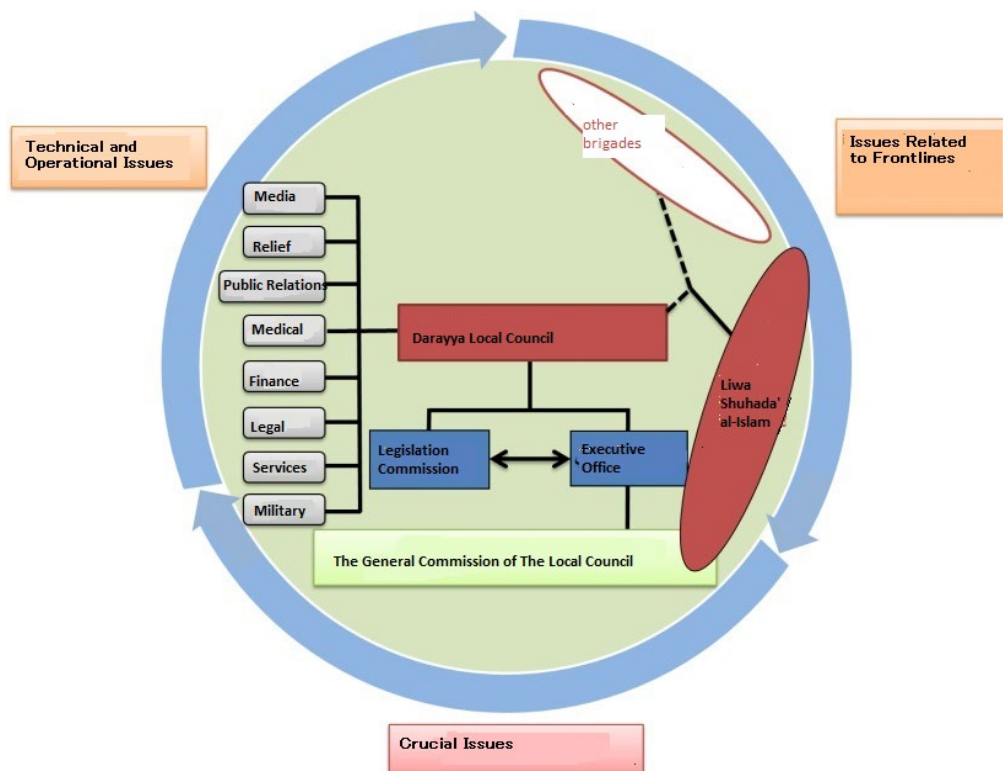 other
brigades
Technical and
Operational Issues
Issues Related
to Frontlines
Media
Relief
Public Relations
Medical
Finance
Legal
Services
Military
Darayya Local Council
Liwa
Shuhada'
al-Islam
Legislation
Commission
Executive
Office
The General Commission of The Local Council
Crucial Issues